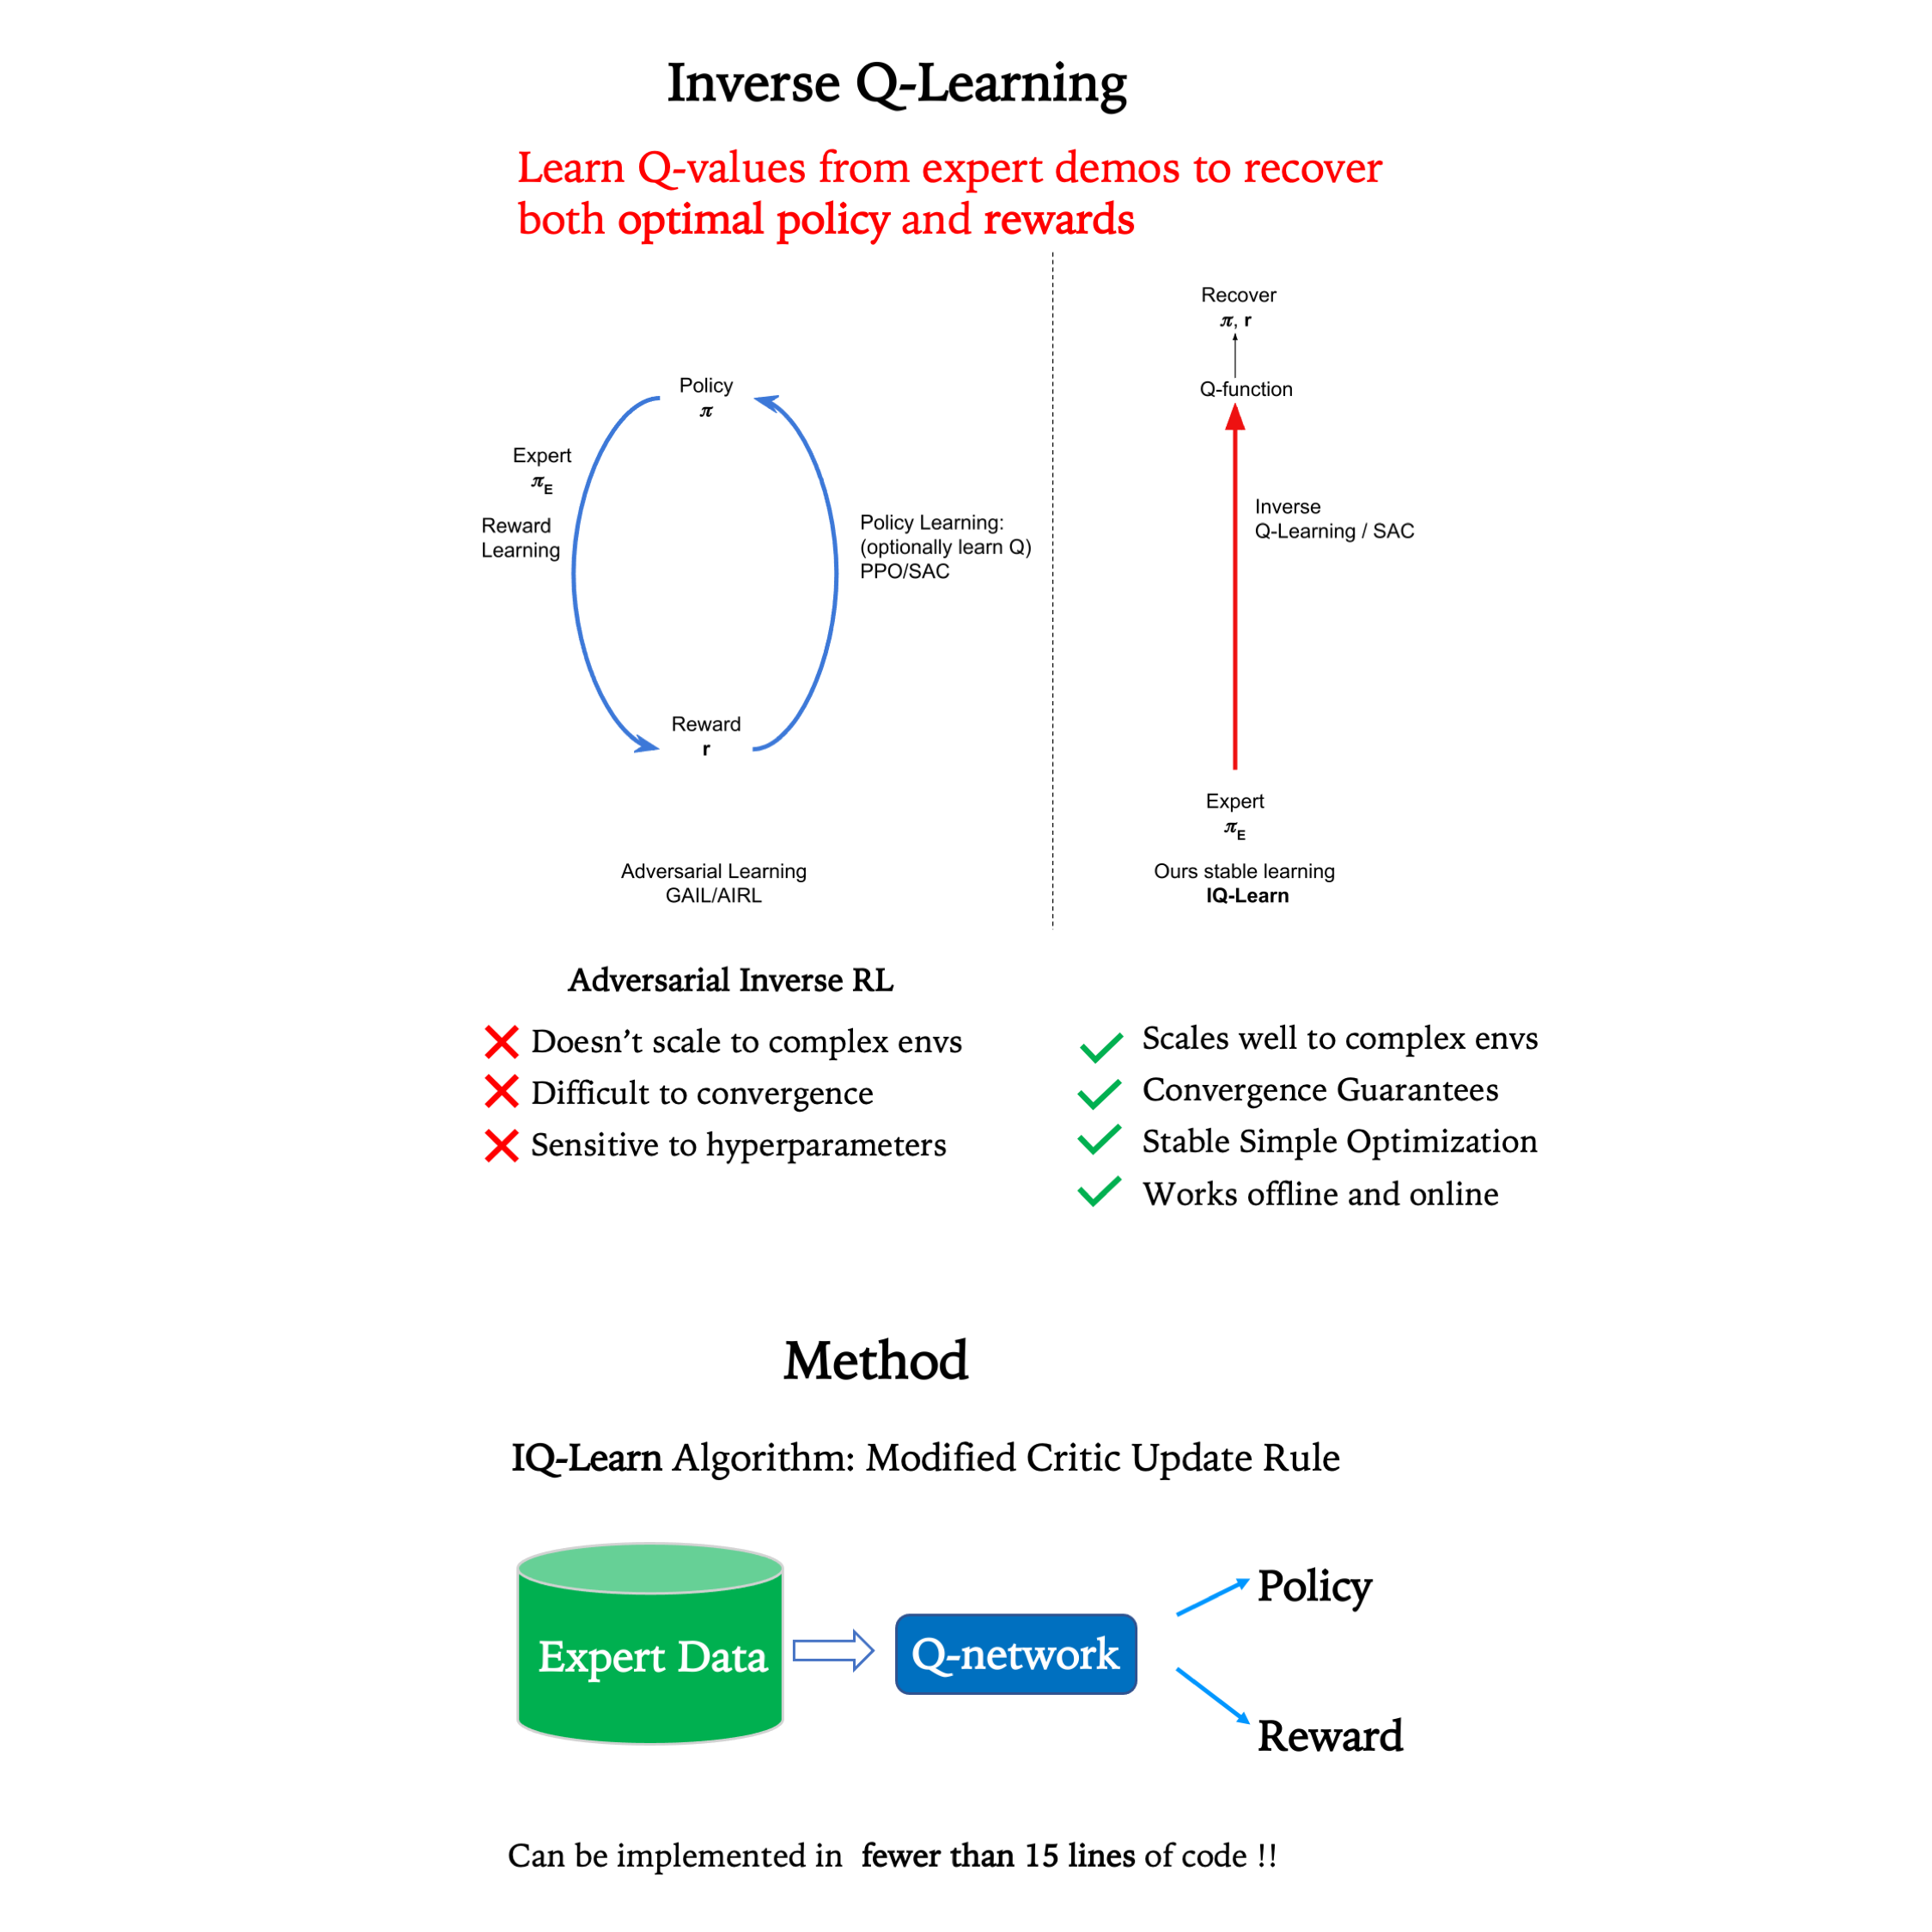 Inverse Q-Learning
Learn Q-values from expert demos to recover
both optimal policy and rewards
Policy
π
Expert
πE
Reward
Learning
Policy Learning:
(optionally learn Q)
PPO/SAC
Reward
r
Adversarial Learning
GAIL/AIRL
Recover
π, r
Q-function
Inverse
Q-Learning / SAC
Expert
πE
Ours stable learning
IQ-Learn
Adversarial Inverse RL
Doesn't scale to complex envs
Difficult to convergence
Sensitive to hyperparameters
Scales well to complex envs
Convergence Guarantees
Stable Simple Optimization
Works offline and online
Method
IQ-Learn Algorithm: Modified Critic Update Rule
Expert Data
Q-network
Policy
Reward
Can be implemented in fewer than 15 lines of code !!